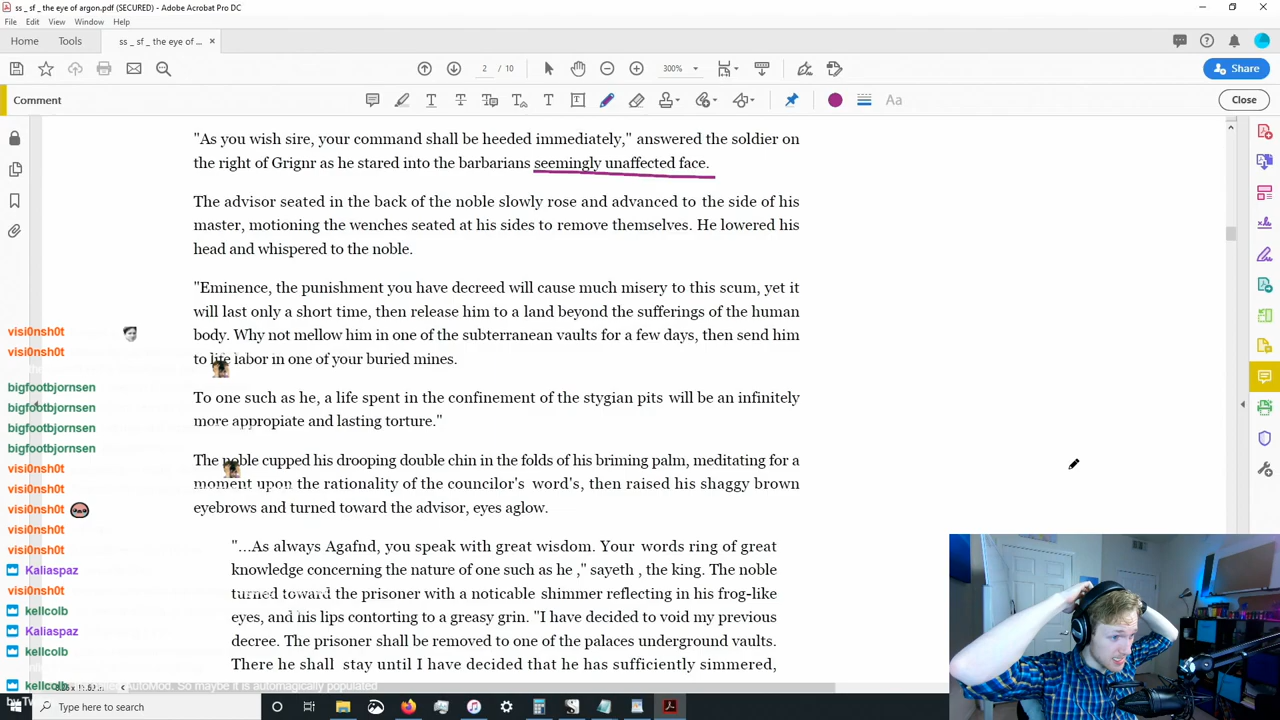 ss _ sf _ the eye of argon.pdf (SECURED) - Adobe Acrobat Pro DC
File Edit View Window Help
Home Tools ss _ sf _ the eye of ... ×
2 / 10 300% Share
Comment Aa Close
"As you wish sire, your command shall be heeded immediately," answered the soldier on
the right of Grignr as he stared into the barbarians seemingly unaffected face.
The advisor seated in the back of the noble slowly rose and advanced to the side of his
master, motioning the wenches seated at his sides to remove themselves. He lowered his
head and whispered to the noble.
"Eminence, the punishment you have decreed will cause much misery to this scum, yet it
will last only a short time, then release him to a land beyond the sufferings of the human
body. Why not mellow him in one of the subterranean vaults for a few days, then send him
to life labor in one of your buried mines.
To one such as he, a life spent in the confinement of the stygian pits will be an infinitely
more appropiate and lasting torture."
The noble cupped his drooping double chin in the folds of his briming palm, meditating for a
moment upon the rationality of the councilor's word's, then raised his shaggy brown
eyebrows and turned toward the advisor, eyes aglow.
"...As always Agafnd, you speak with great wisdom. Your words ring of great
knowledge concerning the nature of one such as he ," sayeth , the king. The noble
turned toward the prisoner with a noticable shimmer reflecting in his frog-like
eyes, and his lips contorting to a greasy grin. "I have decided to void my previous
decree. The prisoner shall be removed to one of the palaces underground vaults.
There he shall stay until I have decided that he has sufficiently simmered,
visi0nsh0t
visi0nsh0t
bigfootbjornsen
bigfootbjornsen
bigfootbjornsen
bigfootbjornsen
visi0nsh0t
visi0nsh0t
visi0nsh0t
visi0nsh0t
visi0nsh0t
Kaliaspaz
visi0nsh0t
kellcolb
Kaliaspaz
kellcolb
kellcolb AutoMod. So maybe it is automagically populated
by
Type here to search